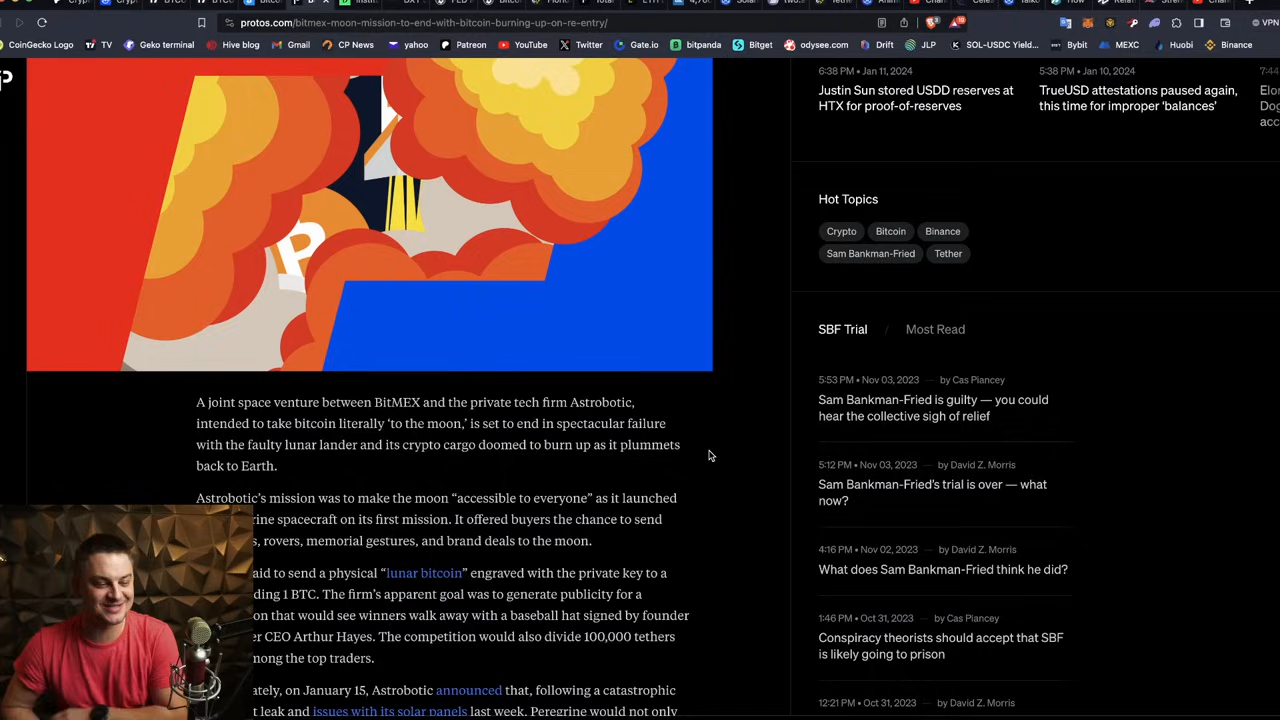 protos.com/bitmex-moon-mission-to-end-with-bitcoin-burning-up-on-re-entry/
VPN
CoinGecko Logo TV Geko terminal Hive blog Gmail CP News yahoo Patreon YouTube Twitter Gate.io bitpanda Bitget odysee.com Drift JLP SOL-USDC Yield... Bybit MEXC Huobi Binance
6:38 PM • Jan 11, 2024
Justin Sun stored USDD reserves at
HTX for proof-of-reserves
5:38 PM • Jan 10, 2024
TrueUSD attestations paused again,
this time for improper 'balances'
7:44
Elon
Dog
acc
Hot Topics
Crypto Bitcoin Binance
Sam Bankman-Fried Tether
SBF Trial / Most Read
5:53 PM • Nov 03, 2023 — by Cas Piancey
Sam Bankman-Fried is guilty — you could
hear the collective sigh of relief
5:12 PM • Nov 03, 2023 — by David Z. Morris
Sam Bankman-Fried's trial is over — what
now?
4:16 PM • Nov 02, 2023 — by David Z. Morris
What does Sam Bankman-Fried think he did?
1:46 PM • Oct 31, 2023 — by Cas Piancey
Conspiracy theorists should accept that SBF
is likely going to prison
12:21 PM • Oct 31, 2023 — by David Z. Morris
A joint space venture between BitMEX and the private tech firm Astrobotic,
intended to take bitcoin literally 'to the moon,' is set to end in spectacular failure
with the faulty lunar lander and its crypto cargo doomed to burn up as it plummets
back to Earth.
Astrobotic's mission was to make the moon “accessible to everyone” as it launched
rine spacecraft on its first mission. It offered buyers the chance to send
s, rovers, memorial gestures, and brand deals to the moon.
aid to send a physical “lunar bitcoin” engraved with the private key to a
ding 1 BTC. The firm's apparent goal was to generate publicity for a
on that would see winners walk away with a baseball hat signed by founder
r CEO Arthur Hayes. The competition would also divide 100,000 tethers
mong the top traders.
ately, on January 15, Astrobotic announced that, following a catastrophic
t leak and issues with its solar panels last week, Peregrine would not only